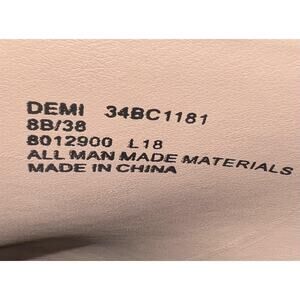 DEMI 34BC1181
8B/38
8012900 L18
ALL MAN MADE MATERIALS
MADE IN CHINA